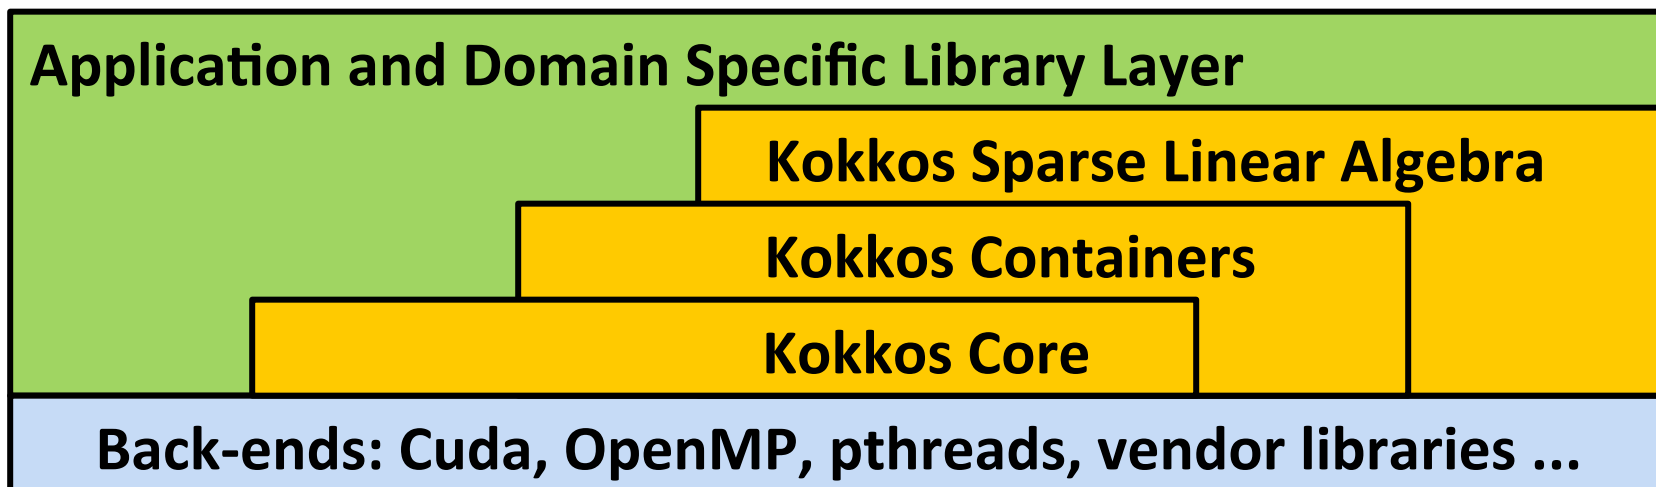 Application and Domain Specific Library Layer
Kokkos Sparse Linear Algebra
Kokkos Containers
Kokkos Core
Back-ends: Cuda, OpenMP, pthreads, vendor libraries ...